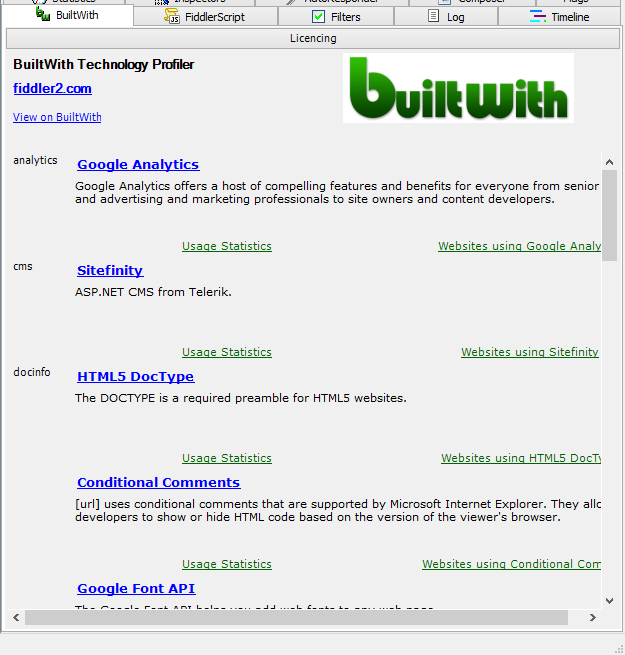 Statistics Inspectors AutoResponder Composer Flags
BuiltWith FiddlerScript Filters Log Timeline
Licencing
BuiltWith Technology Profiler
fiddler2.com
View on BuiltWith
builtwith
analytics
Google Analytics
Google Analytics offers a host of compelling features and benefits for everyone from senior
and advertising and marketing professionals to site owners and content developers.
Usage Statistics Websites using Google Analy
cms
Sitefinity
ASP.NET CMS from Telerik.
Usage Statistics Websites using Sitefinity
docinfo
HTML5 DocType
The DOCTYPE is a required preamble for HTML5 websites.
Usage Statistics Websites using HTML5 DocTy
Conditional Comments
[url] uses conditional comments that are supported by Microsoft Internet Explorer. They allo
developers to show or hide HTML code based on the version of the viewer's browser.
Usage Statistics Websites using Conditional Com
Google Font API
The Google Font API helps you add web fonts to any web page.